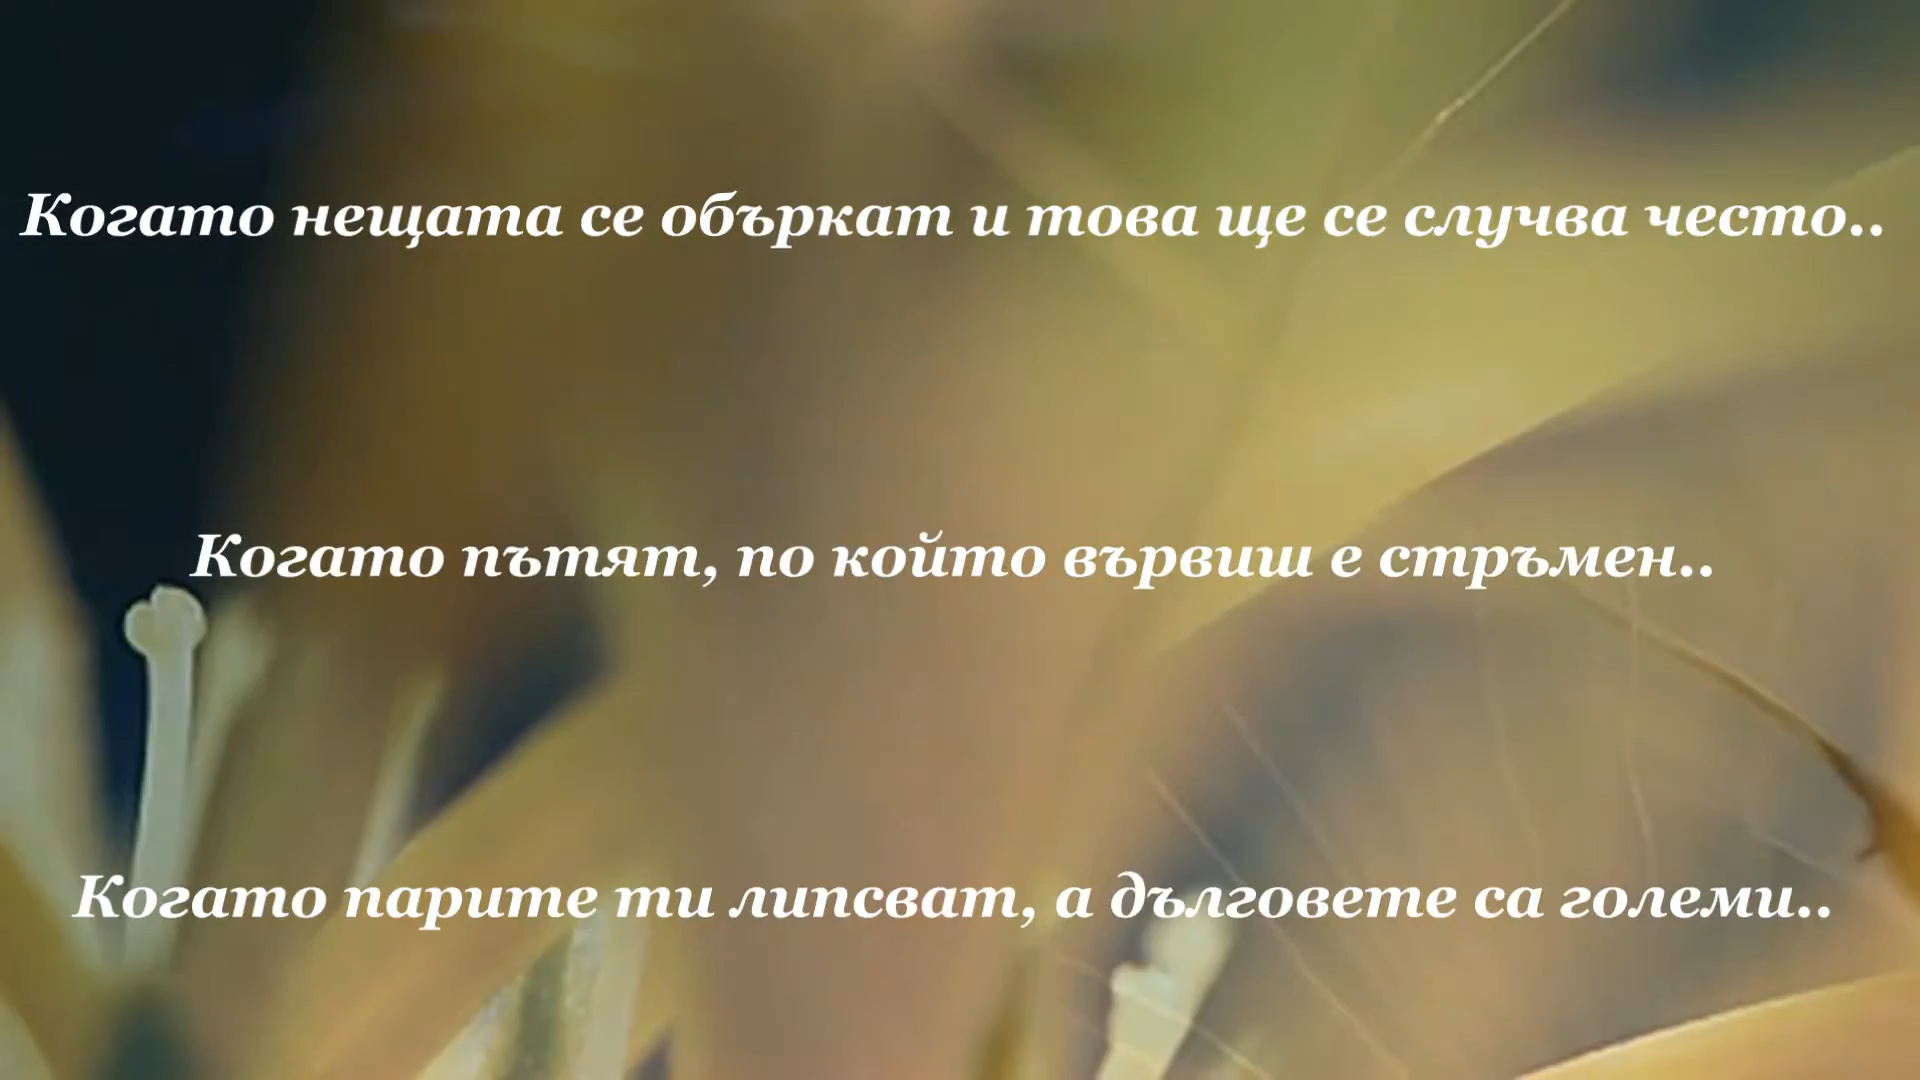 Когато нещата се объркат и това ще се случва често..
Когато пътят, по който вървиш е стръмен..
Когато парите ти липсват, а дълговете са големи..